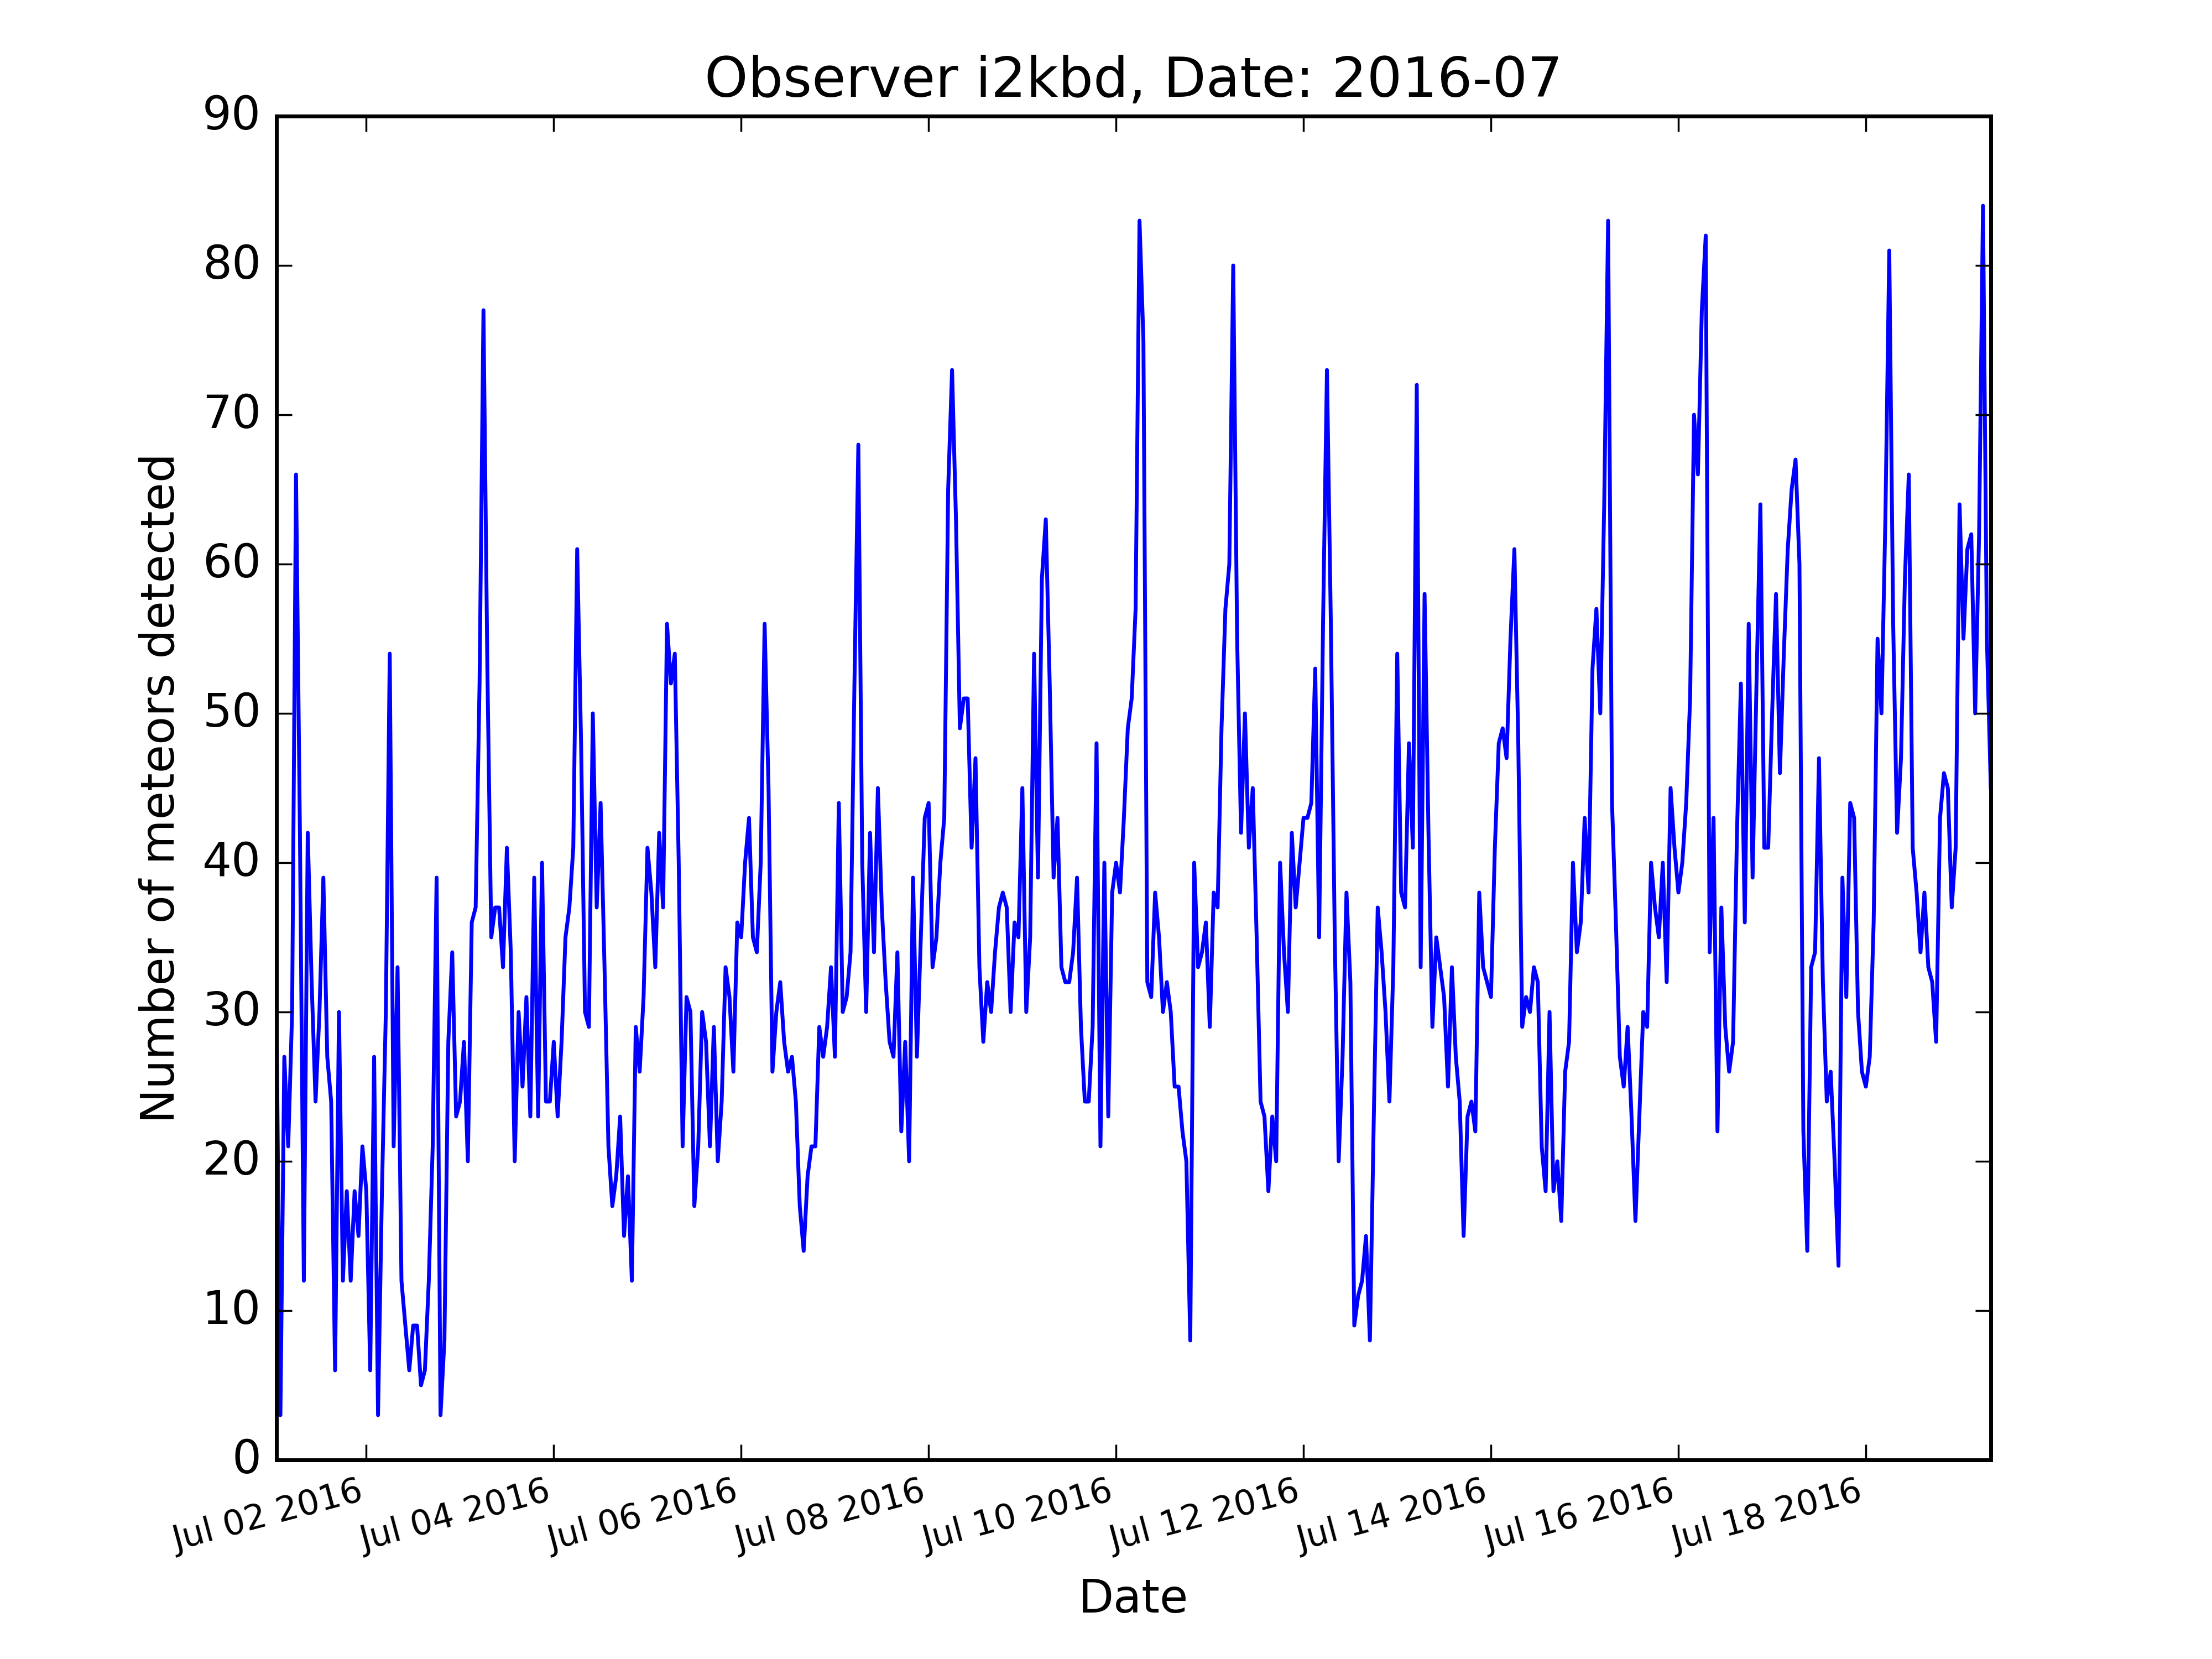 Observer i2kbd, Date: 2016-07
Number of meteors detected
90
80
70
60
50
40
30
20
10
0
Jul 02 2016
Jul 04 2016
Jul 06 2016
Jul 08 2016
Jul 10 2016
Jul 12 2016
Jul 14 2016
Jul 16 2016
Jul 18 2016
Date